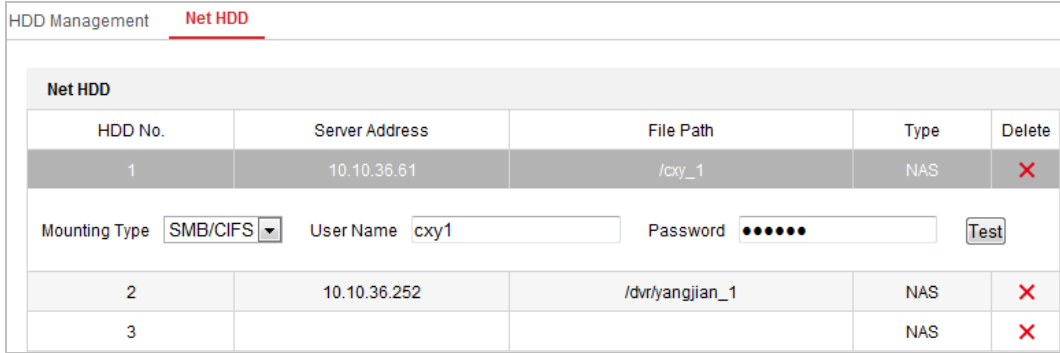 HDD Management Net HDD
Net HDD
HDD No. Server Address File Path Type Delete
1 10.10.36.61 /cxy_1 NAS
Mounting Type SMB/CIFS User Name cxy1 Password ●●●●●● Test
2 10.10.36.252 /dvr/yangjian_1 NAS
3 NAS